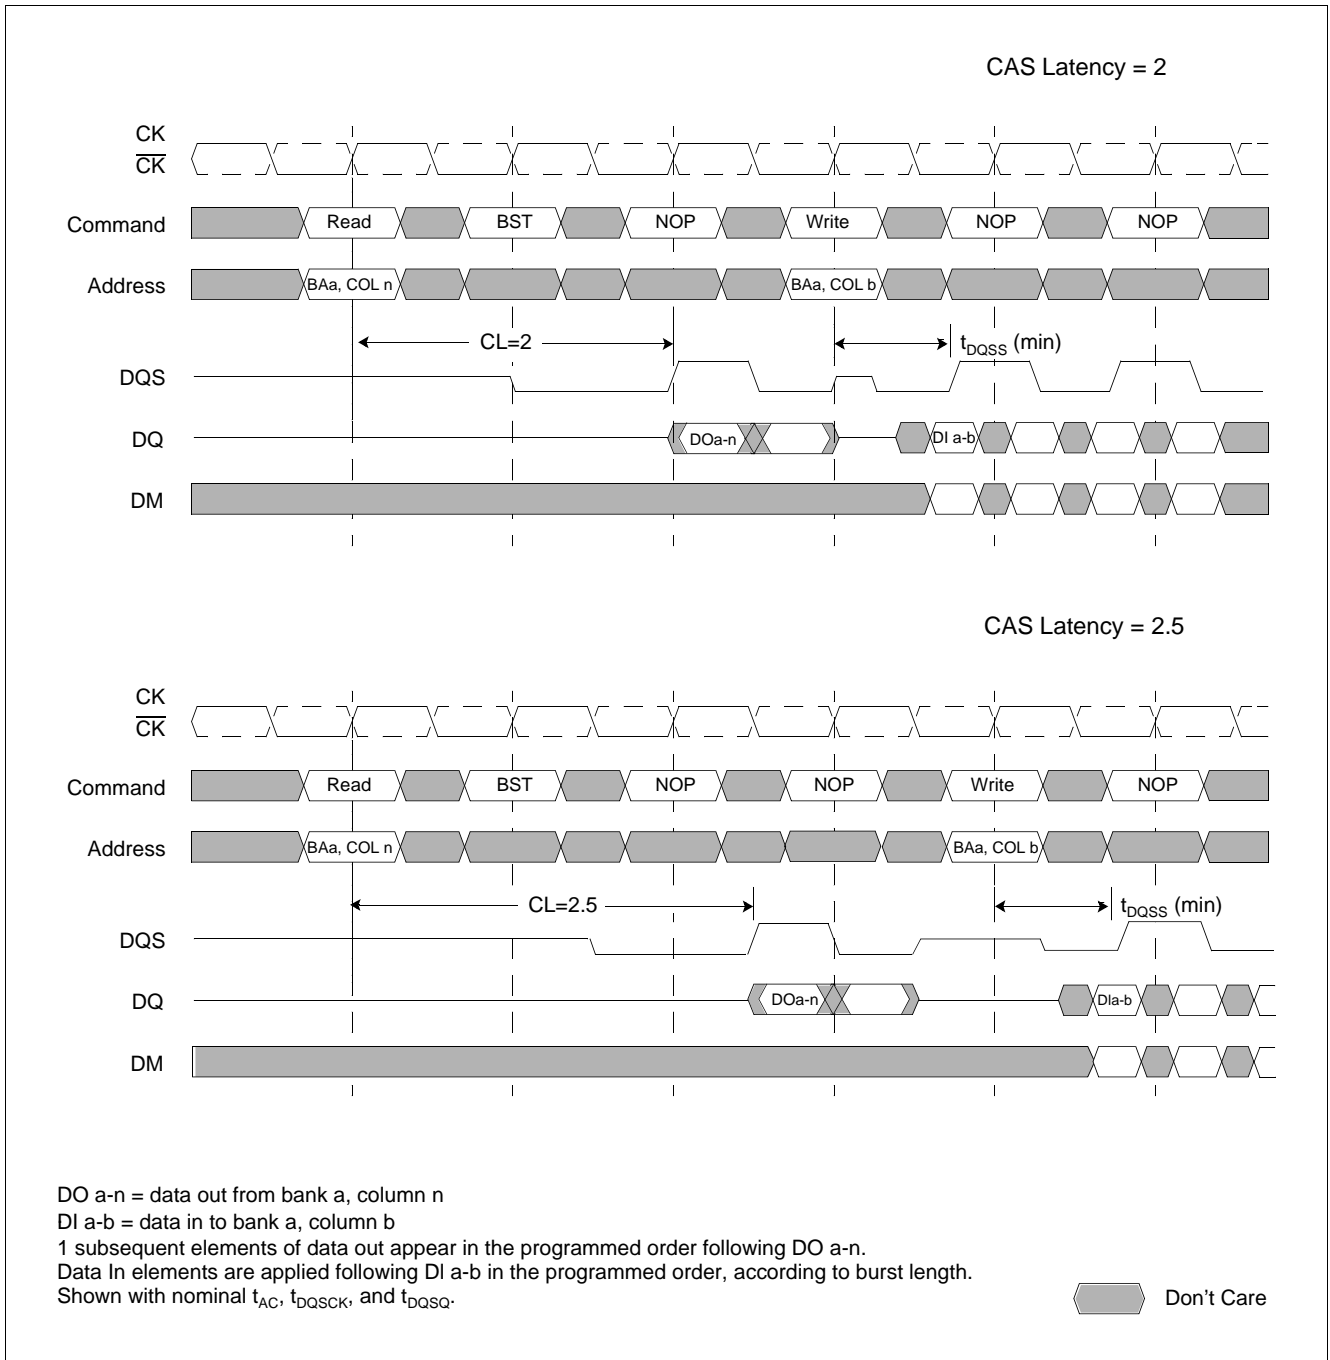 CAS Latency = 2
CK
CK
Command Read BST NOP Write NOP NOP
Address BAa, COL n BAa, COL b
CL=2 tDQSS (min)
DQS
DQ DOa-n DI a-b
DM
CAS Latency = 2.5
CK
CK
Command Read BST NOP NOP Write NOP
Address BAa, COL n BAa, COL b
CL=2.5 tDQSS (min)
DQS
DQ DOa-n DIa-b
DM
DO a-n = data out from bank a, column n
DI a-b = data in to bank a, column b
1 subsequent elements of data out appear in the programmed order following DO a-n.
Data In elements are applied following DI a-b in the programmed order, according to burst length.
Shown with nominal tAC, tDQSCK, and tDQSQ.
Don't Care